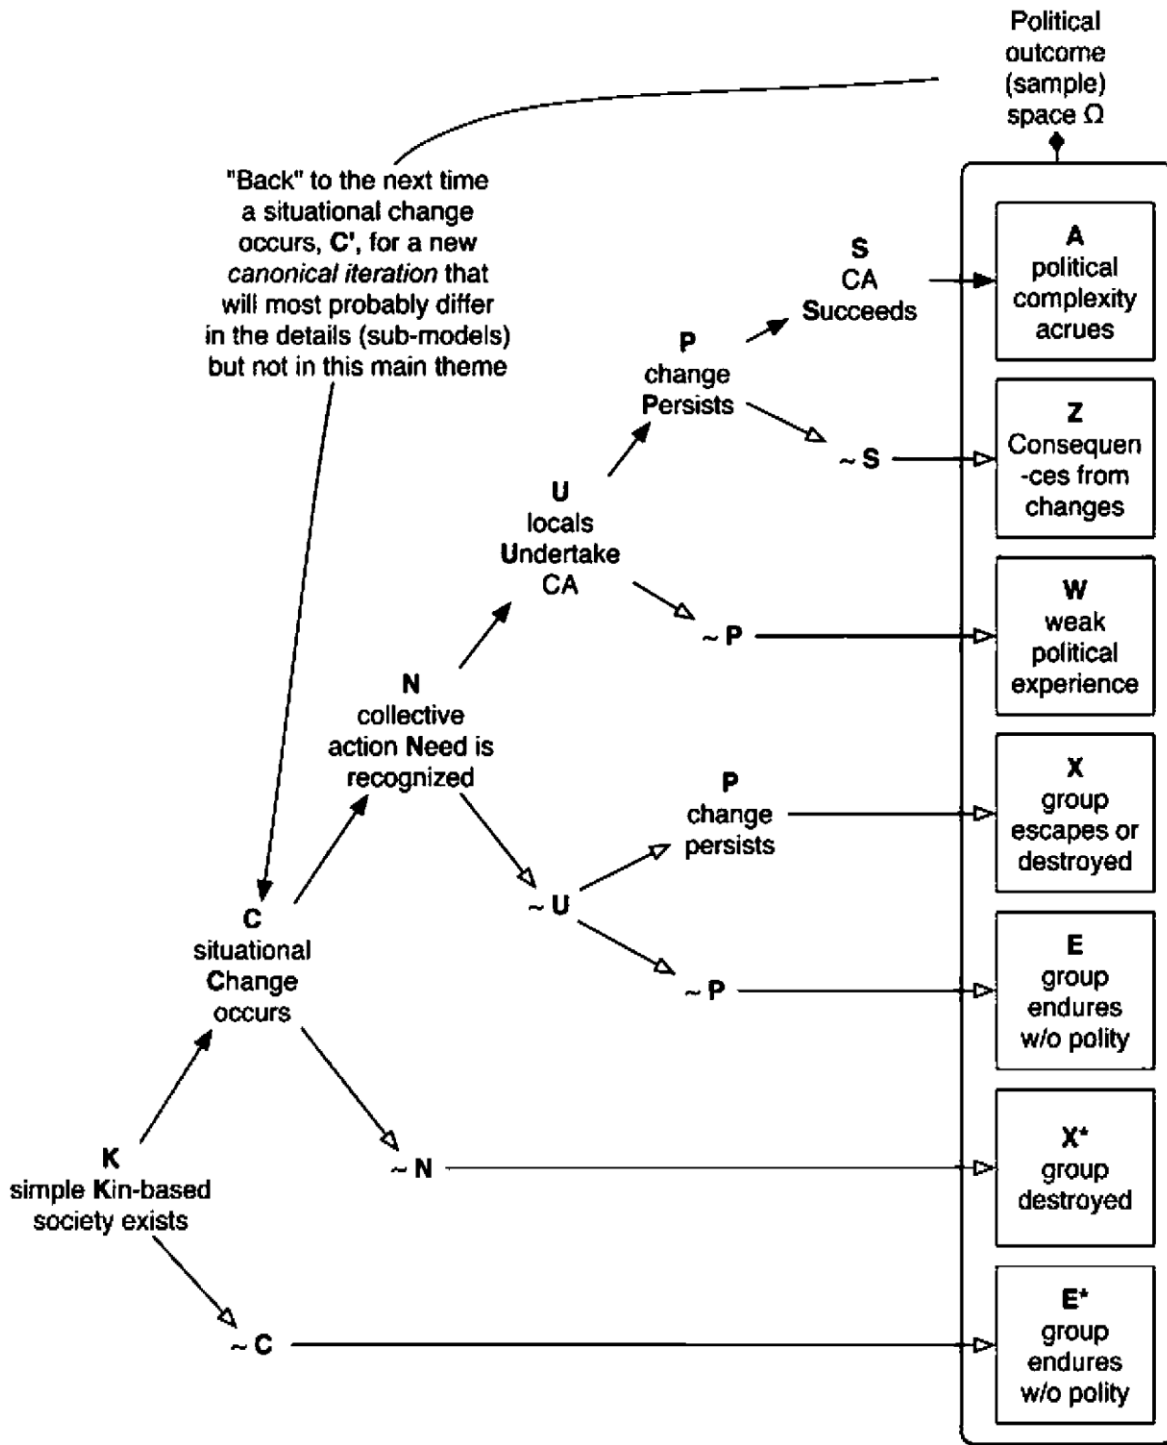 Political
outcome
(sample)
space Ω
"Back" to the next time
a situational change
occurs, C', for a new
canonical iteration that
will most probably differ
in the details (sub-models)
but not in this main theme
S
CA
Succeeds
A
political
complexity
acrues
P
change
Persists
~ S
Z
Consequen
-ces from
changes
U
locals
Undertake
CA
~ P
W
weak
political
experience
N
collective
action Need is
recognized
P
change
persists
X
group
escapes or
destroyed
~ U
C
situational
Change
occurs
~ P
E
group
endures
w/o polity
K
simple Kin-based
society exists
~ N
X*
group
destroyed
~ C
E*
group
endures
w/o polity